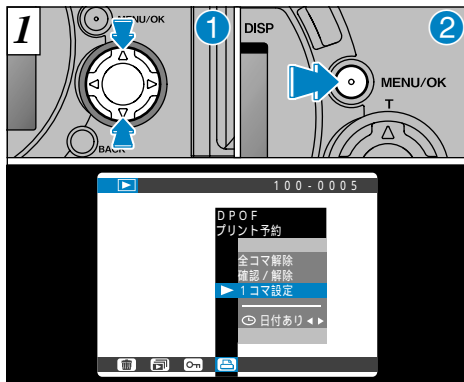 1
MENU/OK
1
BACK
DISP
2
MENU/OK
T
100-0005
DPOF
プリント予約
全コマ解除
確認/解除
1コマ設定
日付あり